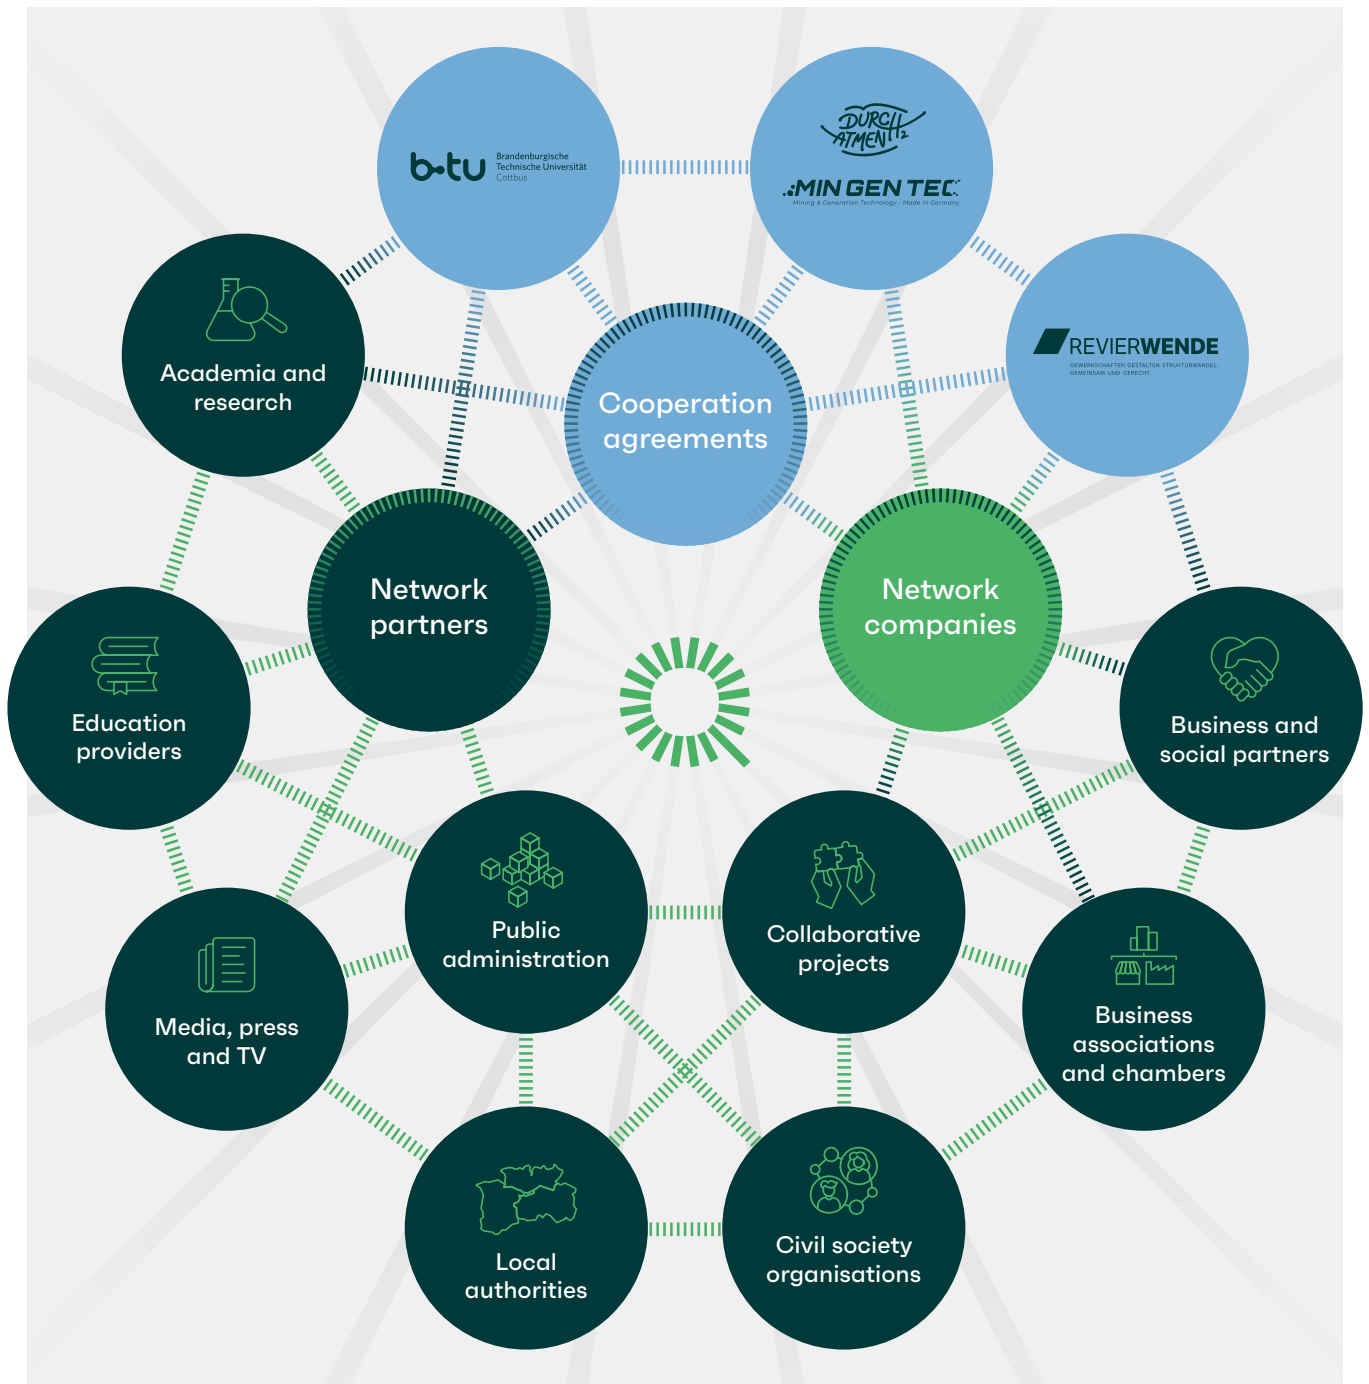 b-tu
Brandenburgische
Technische Universität
Cottbus
DURCH
ATMEN
2
MIN GEN TEC
Mining & Generation Technology - Made in Germany
REVIERWENDE
GEWERKSCHAFTEN GESTALTEN STRUKTURWANDEL.
GEMEINSAM UND GERECHT.
Academia and
research
Cooperation
agreements
Network
partners
Network
companies
Education
providers
Business and
social partners
Public
administration
Collaborative
projects
Media, press
and TV
Business
associations
and chambers
Local
authorities
Civil society
organisations